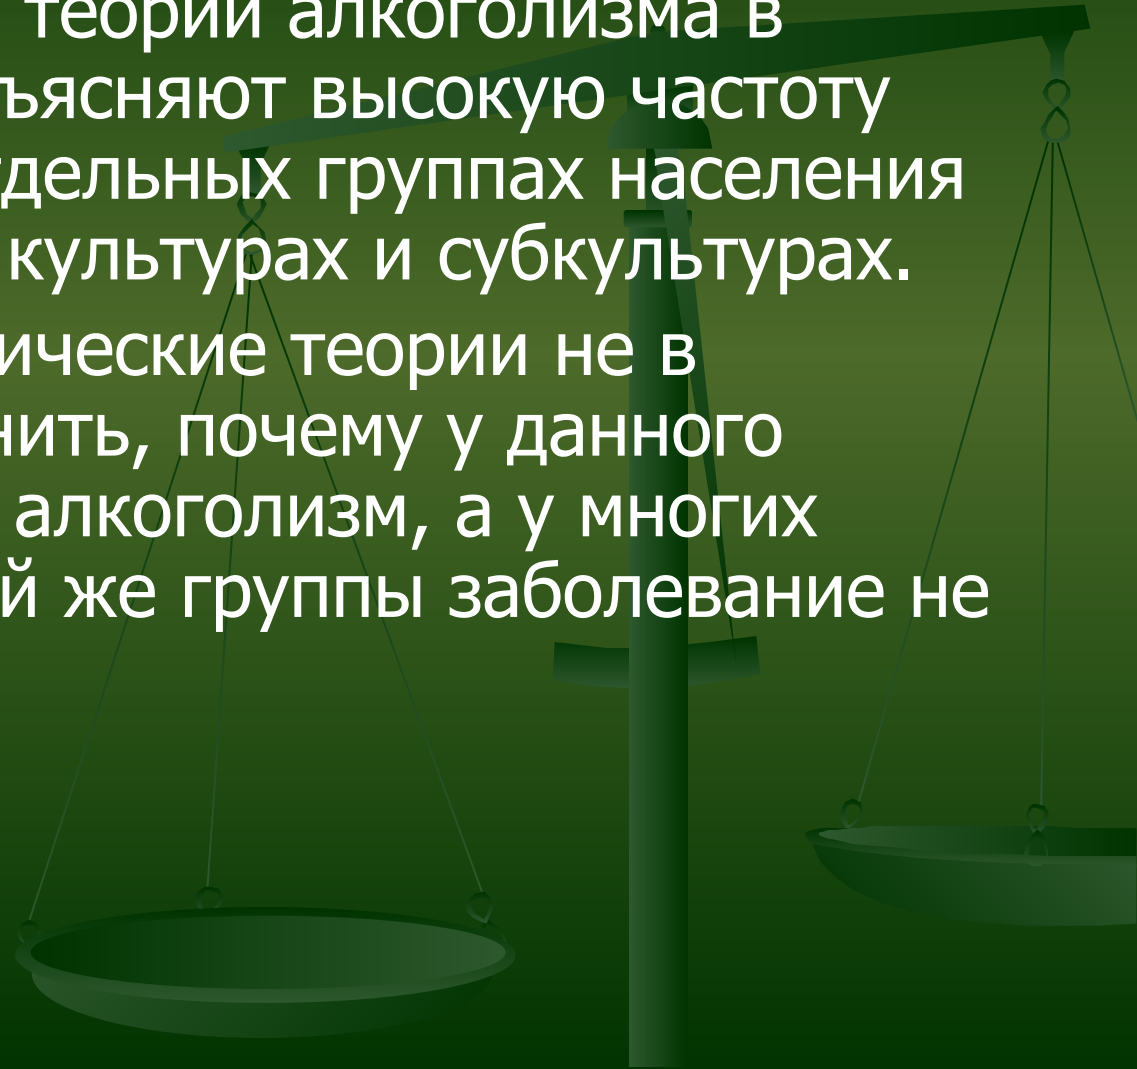 теории алкоголизма в
ъясняют высокую частоту
дельных группах населения
культурах и субкультурах.
ические теории не в
нить, почему у данного
алкоголизм, а у многих
й же группы заболевание не